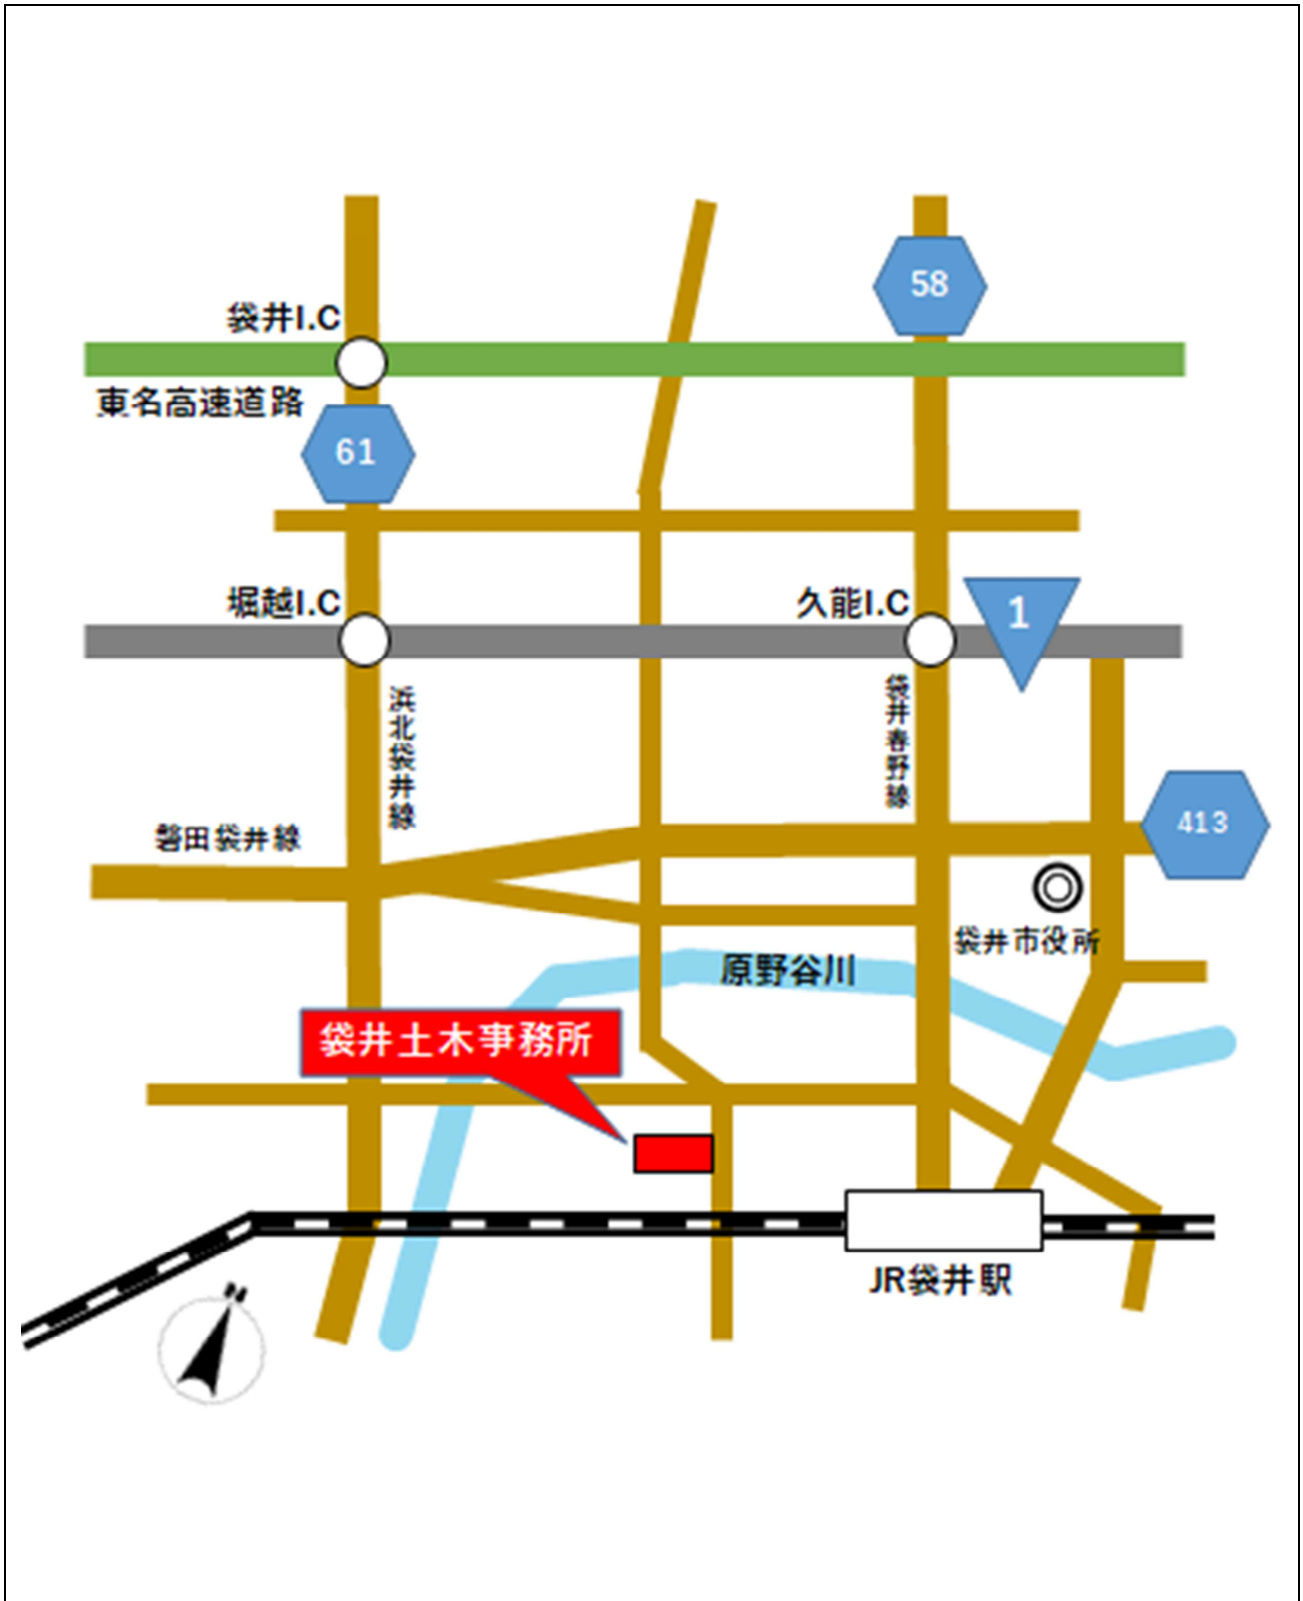 58
袋井I.C
東名高速道路
61
堀越I.C
久能I.C
1
浜北袋井線
袋井春野線
413
磐田袋井線
袋井市役所
原野谷川
袋井土木事務所
JR袋井駅